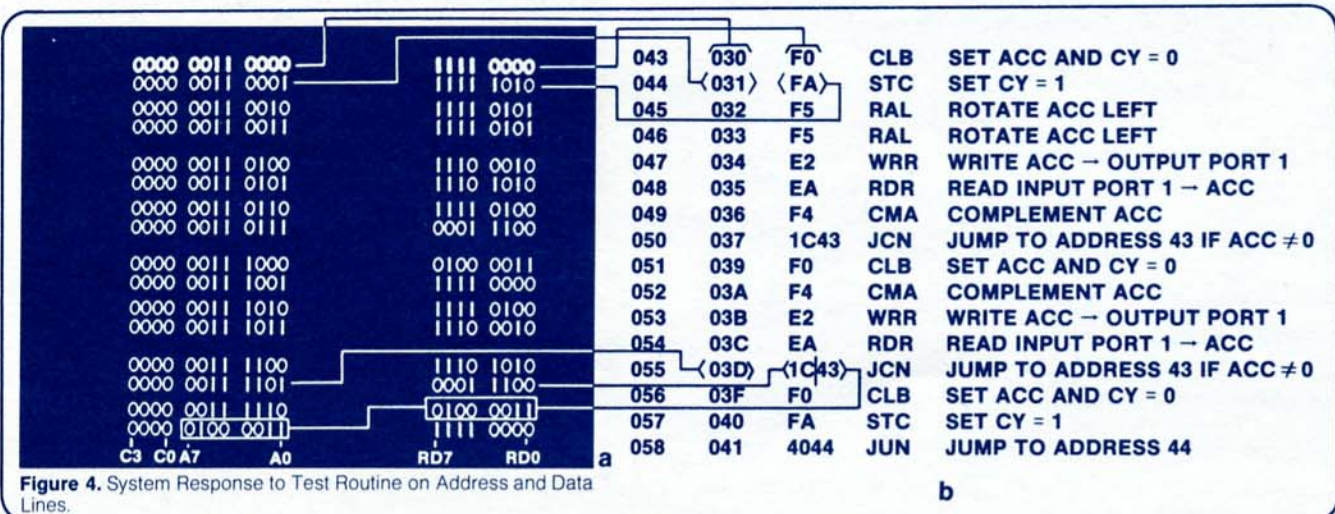 0000 0011 0000 1111 0000
0000 0011 0001 1111 1010
0000 0011 0010 1111 0101
0000 0011 0011 1111 0101
0000 0011 0100 1110 0010
0000 0011 0101 1110 1010
0000 0011 0110 1111 0100
0000 0011 0111 0001 1100
0000 0011 1000 0100 0011
0000 0011 1001 1111 0000
0000 0011 1010 1111 0100
0000 0011 1011 1110 0010
0000 0011 1100 1110 1010
0000 0011 1101 0001 1100
0000 0011 1110 0100 0011
0000 0100 0011 1111 0000
C3 C0 A7 A0 RD7 RD0
a
043 030 F0 CLB SET ACC AND CY = 0
044 〈031〉 〈FA〉 STC SET CY = 1
045 032 F5 RAL ROTATE ACC LEFT
046 033 F5 RAL ROTATE ACC LEFT
047 034 E2 WRR WRITE ACC → OUTPUT PORT 1
048 035 EA RDR READ INPUT PORT 1 → ACC
049 036 F4 CMA COMPLEMENT ACC
050 037 1C43 JCN JUMP TO ADDRESS 43 IF ACC ≠ 0
051 039 F0 CLB SET ACC AND CY = 0
052 03A F4 CMA COMPLEMENT ACC
053 03B E2 WRR WRITE ACC → OUTPUT PORT 1
054 03C EA RDR READ INPUT PORT 1 → ACC
055 〈03D〉 〈1C43〉 JCN JUMP TO ADDRESS 43 IF ACC ≠ 0
056 03F F0 CLB SET ACC AND CY = 0
057 040 FA STC SET CY = 1
058 041 4044 JUN JUMP TO ADDRESS 44
b
Figure 4. System Response to Test Routine on Address and Data
Lines.